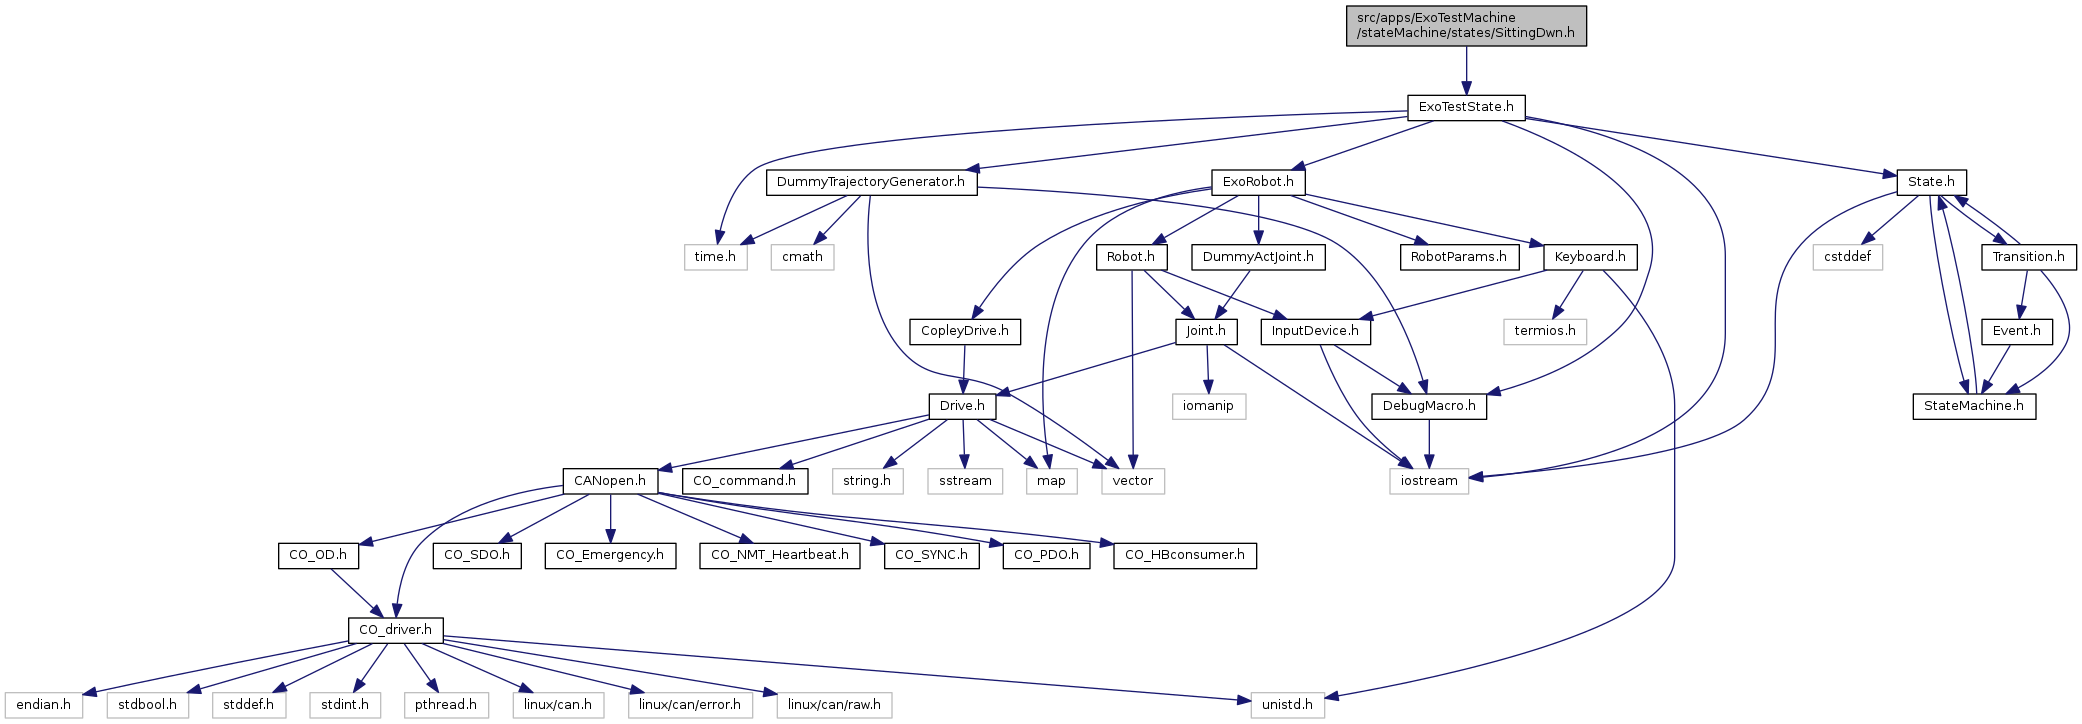 src/apps/ExoTestMachine
/stateMachine/states/SittingDwn.h
ExoTestState.h
DummyTrajectoryGenerator.h
ExoRobot.h
State.h
time.h
cmath
Robot.h
DummyActJoint.h
RobotParams.h
Keyboard.h
cstddef
Transition.h
CopleyDrive.h
Joint.h
InputDevice.h
termios.h
Event.h
Drive.h
iomanip
DebugMacro.h
StateMachine.h
CANopen.h
CO_command.h
string.h
sstream
map
vector
iostream
CO_OD.h
CO_SDO.h
CO_Emergency.h
CO_NMT_Heartbeat.h
CO_SYNC.h
CO_PDO.h
CO_HBconsumer.h
CO_driver.h
endian.h
stdbool.h
stddef.h
stdint.h
pthread.h
linux/can.h
linux/can/error.h
linux/can/raw.h
unistd.h